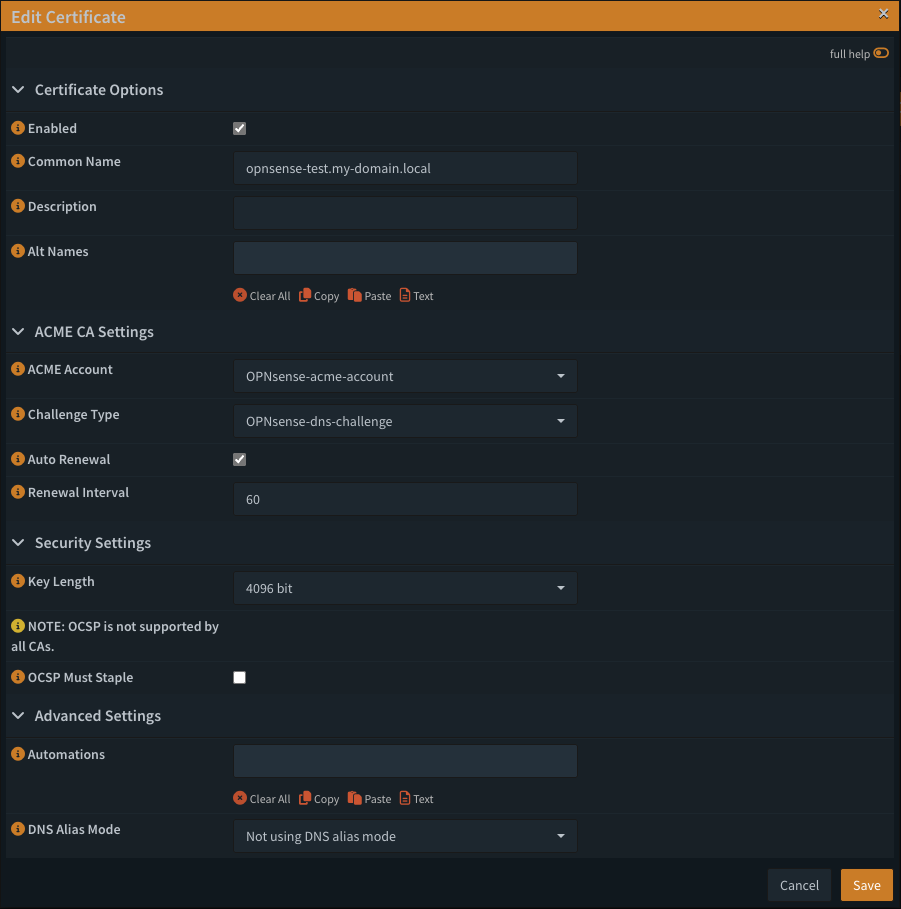 Edit Certificate
full help
Certificate Options
Enabled
Common Name
opnsense-test.my-domain.local
Description
Alt Names
Clear All Copy Paste Text
ACME CA Settings
ACME Account
OPNsense-acme-account
Challenge Type
OPNsense-dns-challenge
Auto Renewal
Renewal Interval
60
Security Settings
Key Length
4096 bit
NOTE: OCSP is not supported by
all CAs.
OCSP Must Staple
Advanced Settings
Automations
Clear All Copy Paste Text
DNS Alias Mode
Not using DNS alias mode
Cancel
Save